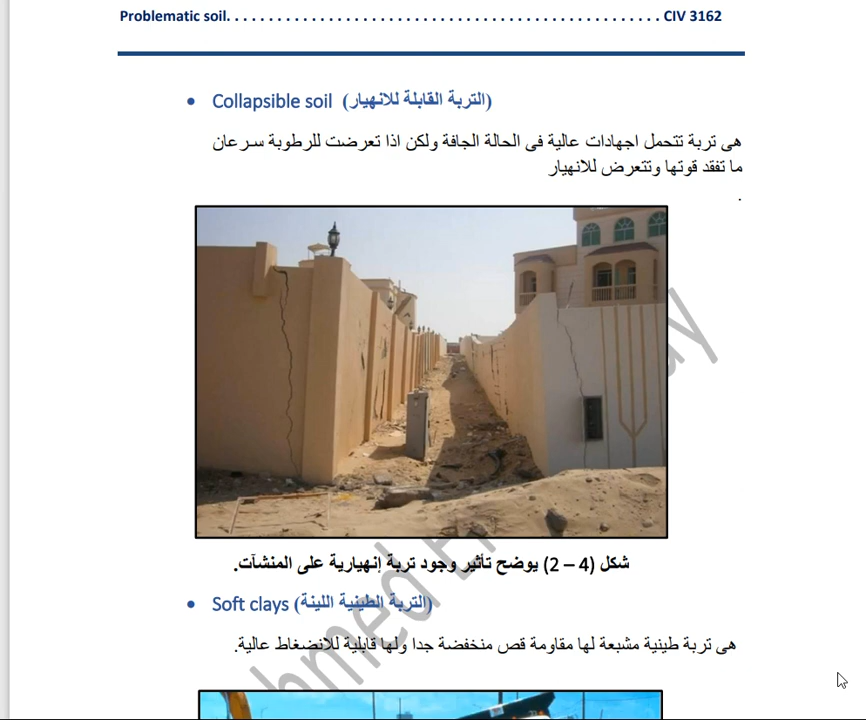 Problematic soil. . . . . . . . . . . . . . . . . . . . . . . . . . . . . . . . . . . . . . . . . . . . . . . . . . . . CIV 3162
• Collapsible soil (التربة القابلة للانهيار)
هى تربة تتحمل اجهادات عالية فى الحالة الجافة ولكن اذا تعرضت للرطوبة سرعان
ما تفقد قوتها وتتعرض للانهيار
.
شكل (4 – 2) يوضح تأثير وجود تربة إنهيارية على المنشآت.
• Soft clays (التربة الطينية اللينة)
هى تربة طينية مشبعة لها مقاومة قص منخفضة جدا ولها قابلية للانضغاط عالية.